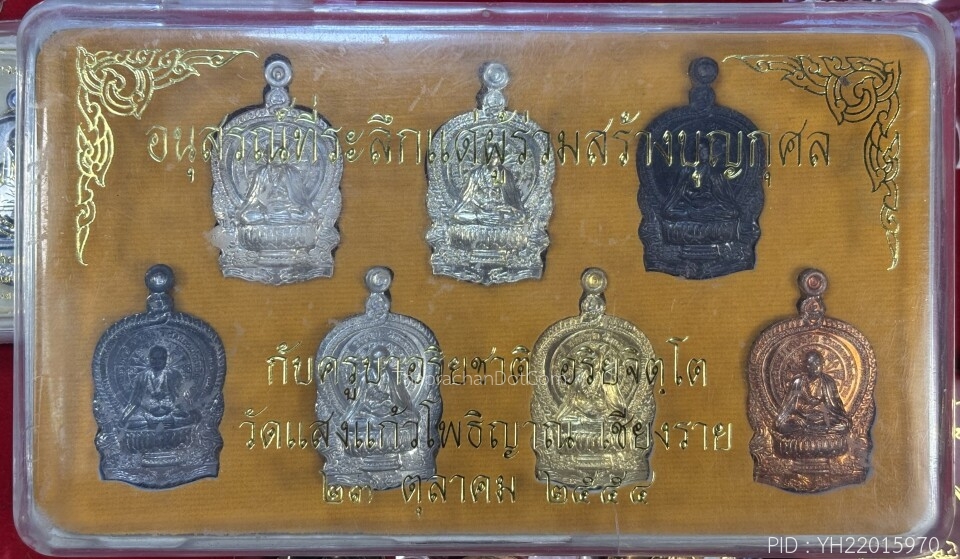 อนุสรณ์ที่ระลึกแด่ผู้ร่วมสร้างบุญกุศล
กับครูบาอริยชาติ อริยจิตฺโต
ThaprachanDotCom
วัดแสงแก้วโพธิญาณ เชียงราย
๒๓ ตุลาคม ๒๕๕๔
PID : YH22015970